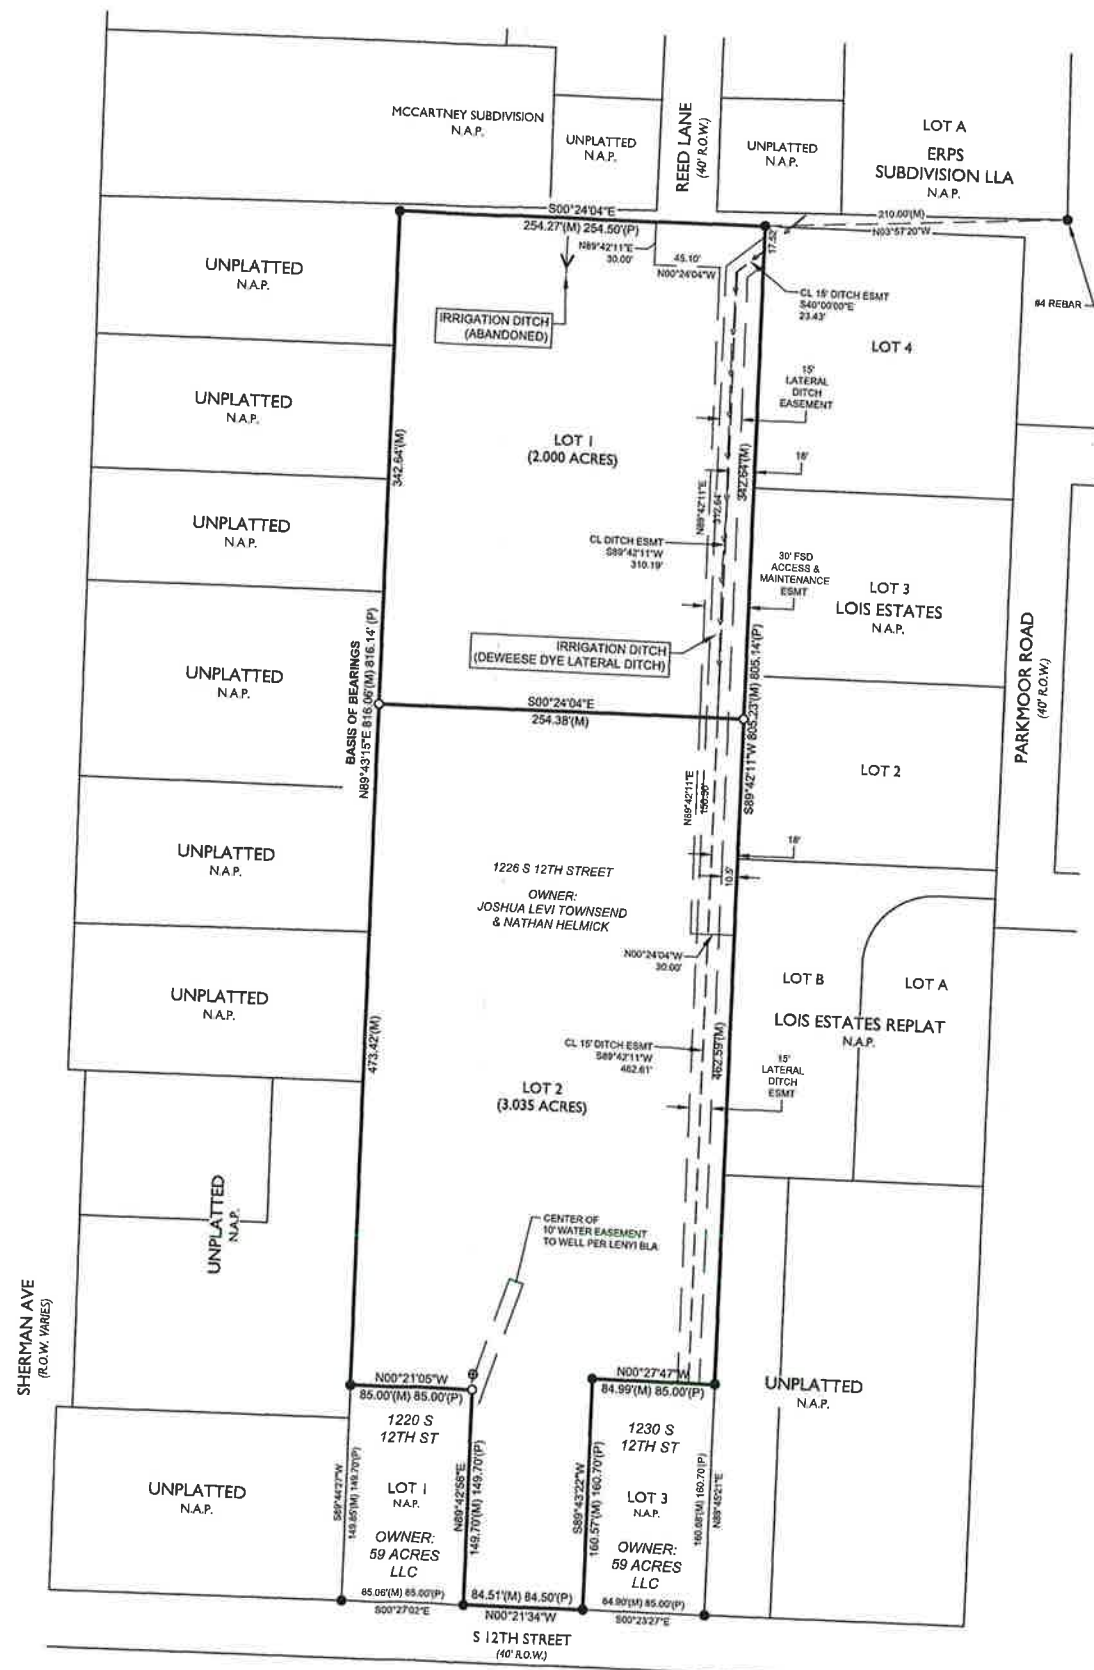 MCCARTNEY SUBDIVISION
N.A.P.
UNPLATTED
N.A.P.
REED LANE
(40' R.O.W.)
UNPLATTED
N.A.P.
LOT A
ERPS
SUBDIVISION LLA
N.A.P.
S00°24'04"E
254.27'(M) 254.50'(P)
N89°42'11"E
30.00'
45.10'
N00°24'04"W
17.52'
210.00'(M)
N03°57'20"W
#4 REBAR
UNPLATTED
N.A.P.
IRRIGATION DITCH
(ABANDONED)
CL 15' DITCH ESMT
S40°00'00"E
23.43'
LOT 4
15'
LATERAL
DITCH
EASEMENT
UNPLATTED
N.A.P.
342.64'(M)
LOT 1
(2.000 ACRES)
342.64'(M)
18'
N89°42'11"E
312.64'
UNPLATTED
N.A.P.
CL DITCH ESMT
S89°42'11"W
310.19'
30' FSD
ACCESS &
MAINTENANCE
ESMT
LOT 3
LOIS ESTATES
N.A.P.
PARKMOOR ROAD
(40' R.O.W.)
IRRIGATION DITCH
(DEWEESE DYE LATERAL DITCH)
UNPLATTED
N.A.P.
BASIS OF BEARINGS
N89°43'15"E 816.06'(M) 816.14' (P)
S00°24'04"E
254.38'(M)
S89°42'11"W 805.23'(M) 805.14'(P)
LOT 2
N89°42'11"E
UNPLATTED
N.A.P.
18'
10.5'
1226 S 12TH STREET
OWNER:
JOSHUA LEVI TOWNSEND
& NATHAN HELMICK
N00°24'04"W
30.00'
LOT B
LOT A
LOIS ESTATES REPLAT
N.A.P.
UNPLATTED
N.A.P.
473.42'(M)
CL 15' DITCH ESMT
S89°42'11"W
462.61'
462.59'(M)
15'
LATERAL
DITCH
ESMT
LOT 2
(3.035 ACRES)
UNPLATTED
N.A.P.
CENTER OF
10' WATER EASEMENT
TO WELL PER LENYI BLA
SHERMAN AVE
(R.O.W. VARIES)
N00°21'05"W
85.00'(M) 85.00'(P)
N00°27'47"W
84.99'(M) 85.00'(P)
UNPLATTED
N.A.P.
1220 S
12TH ST
1230 S
12TH ST
UNPLATTED
N.A.P.
S89°44'27"W
149.85'(M) 149.70'(P)
LOT 1
N.A.P.
N89°42'58"E
149.70'(M) 149.70'(P)
S89°43'22"W
160.57'(M) 160.70'(P)
LOT 3
N.A.P.
160.68'(M) 160.70'(P)
N89°45'21"E
OWNER:
59 ACRES
LLC
OWNER:
59 ACRES
LLC
85.06'(M) 85.00'(P)
S00°27'02"E
84.51'(M) 84.50'(P)
N00°21'34"W
84.90'(M) 85.00'(P)
S00°23'27"E
S 12TH STREET
(40' R.O.W.)